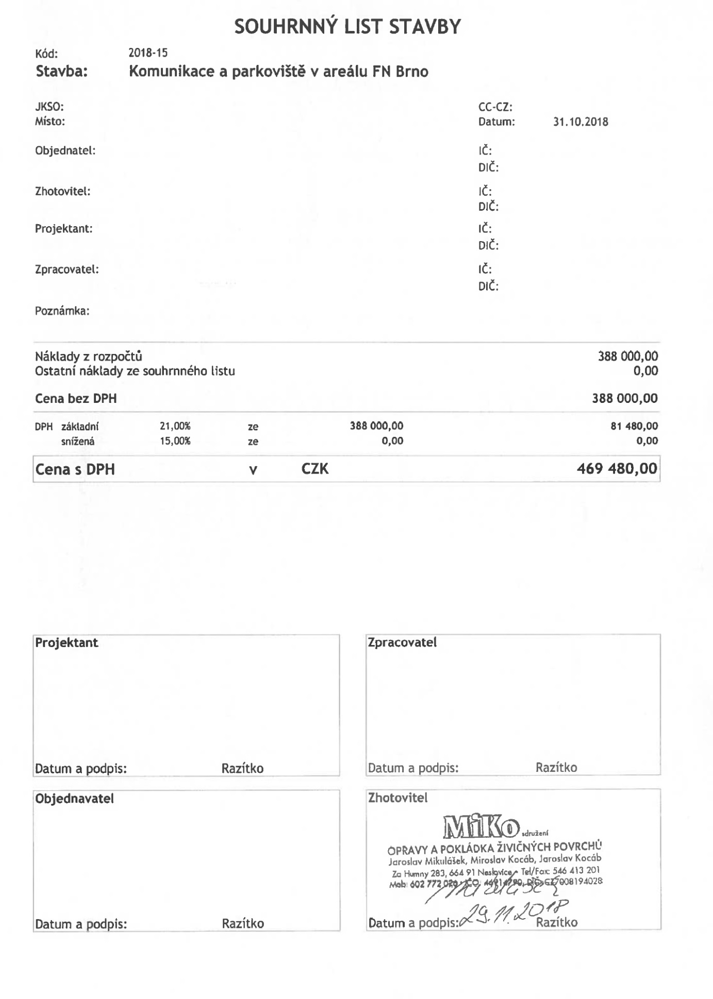 SOUHRNNÝ LIST STAVBY
Kód: 2018-15
Stavba: Komunikace a parkoviště v areálu FN Brno
JKSO: CC-CZ:
Místo: Datum: 31.10.2018
Objednatel: IČ:
DIČ:
Zhotovitel: IČ:
DIČ:
Projektant: IČ:
DIČ:
Zpracovatel: IČ:
DIČ:
Poznámka:
Náklady z rozpočtů 388 000,00
Ostatní náklady ze souhrnného listu 0,00
Cena bez DPH 388 000,00
DPH základní 21,00% ze 388 000,00 81 480,00
snížená 15,00% ze 0,00 0,00
Cena s DPH v CZK 469 480,00
Projektant
Datum a podpis: Razítko
Zpracovatel
Datum a podpis: Razítko
Objednavatel
Datum a podpis: Razítko
Zhotovitel
MiKo sdružení
OPRAVY A POKLÁDKA ŽIVIČNÝCH POVRCHŮ
Jaroslav Mikulášek, Miroslav Kocáb, Jaroslav Kocáb
Za Humny 283, 664 91 Neslovice • Tel/Fax: 546 413 201
Mob: 602 772 020
Datum a podpis: 29.11.2018 Razítko